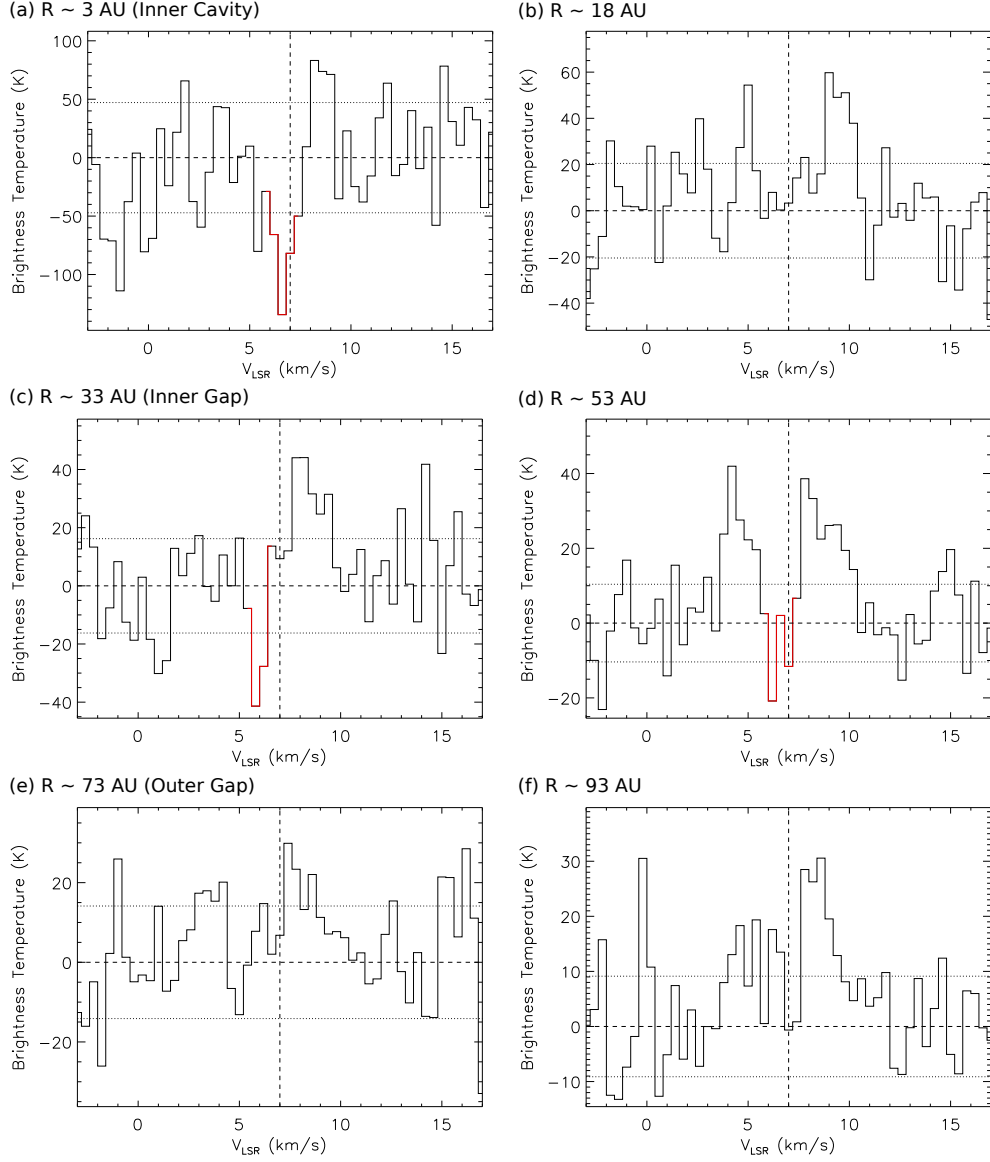 (a) R ~ 3 AU (Inner Cavity)
Brightness Temperature (K)
100
50
0
−50
−100
0 5 10 15
V_LSR (km/s)
(b) R ~ 18 AU
Brightness Temperature (K)
60
40
20
0
−20
−40
0 5 10 15
V_LSR (km/s)
(c) R ~ 33 AU (Inner Gap)
Brightness Temperature (K)
40
20
0
−20
−40
0 5 10 15
V_LSR (km/s)
(d) R ~ 53 AU
Brightness Temperature (K)
40
20
0
−20
0 5 10 15
V_LSR (km/s)
(e) R ~ 73 AU (Outer Gap)
Brightness Temperature (K)
20
0
−20
0 5 10 15
V_LSR (km/s)
(f) R ~ 93 AU
Brightness Temperature (K)
30
20
10
0
−10
0 5 10 15
V_LSR (km/s)